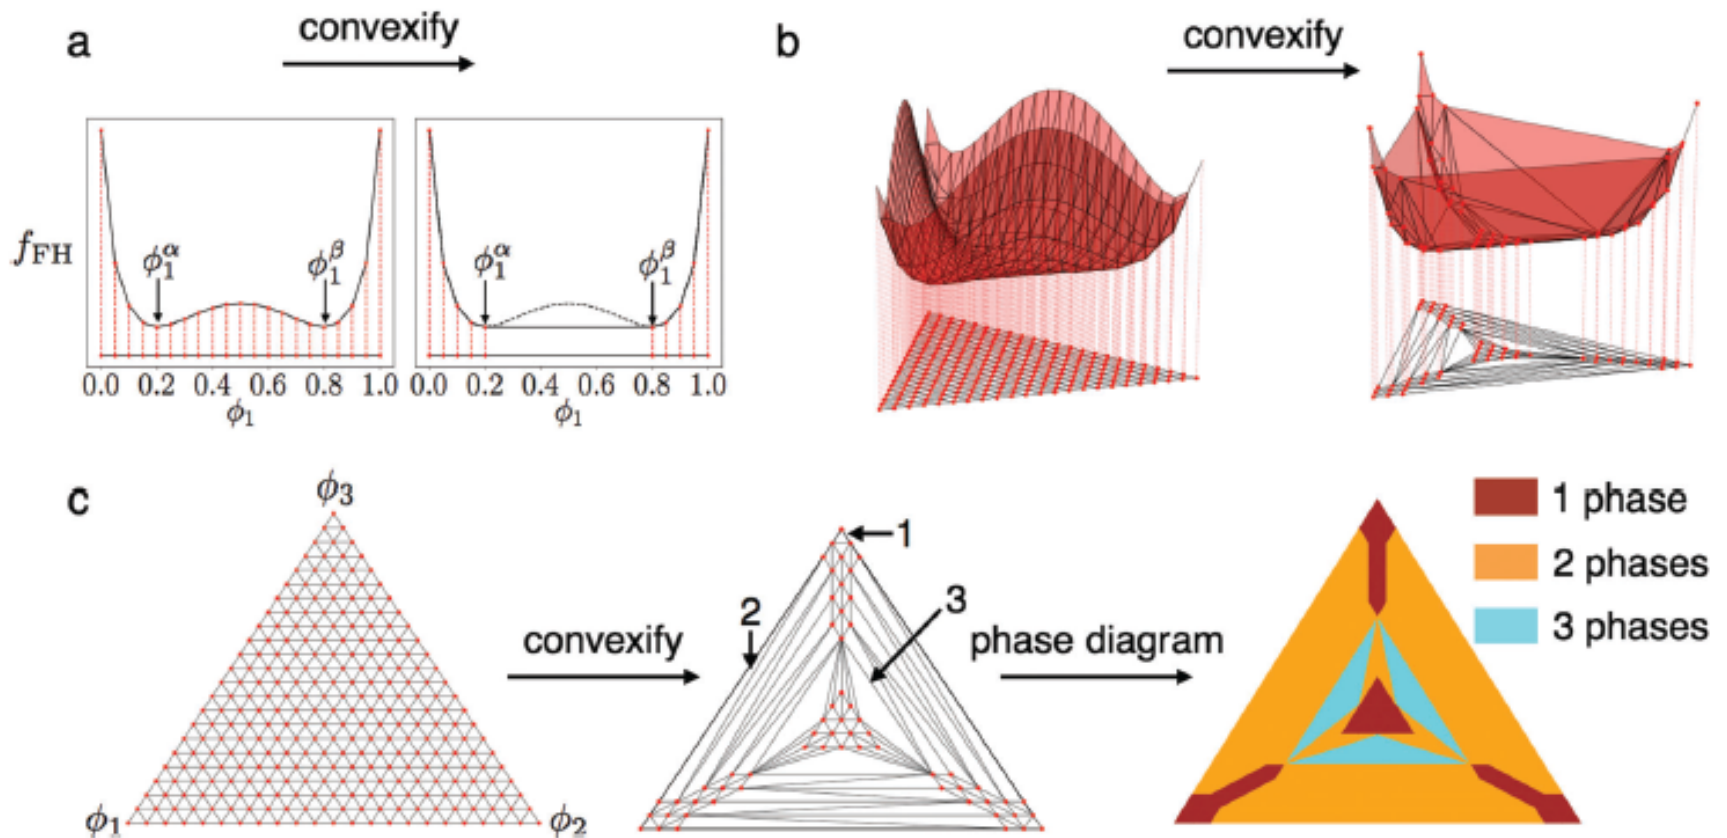 a
convexify
b
convexify
f_FH
ϕ₁^α
ϕ₁^β
ϕ₁^α
ϕ₁^β
0.0 0.2 0.4 0.6 0.8 1.0
ϕ₁
0.0 0.2 0.4 0.6 0.8 1.0
ϕ₁
c
ϕ₃
ϕ₁
ϕ₂
convexify
1
2
3
phase diagram
1 phase
2 phases
3 phases